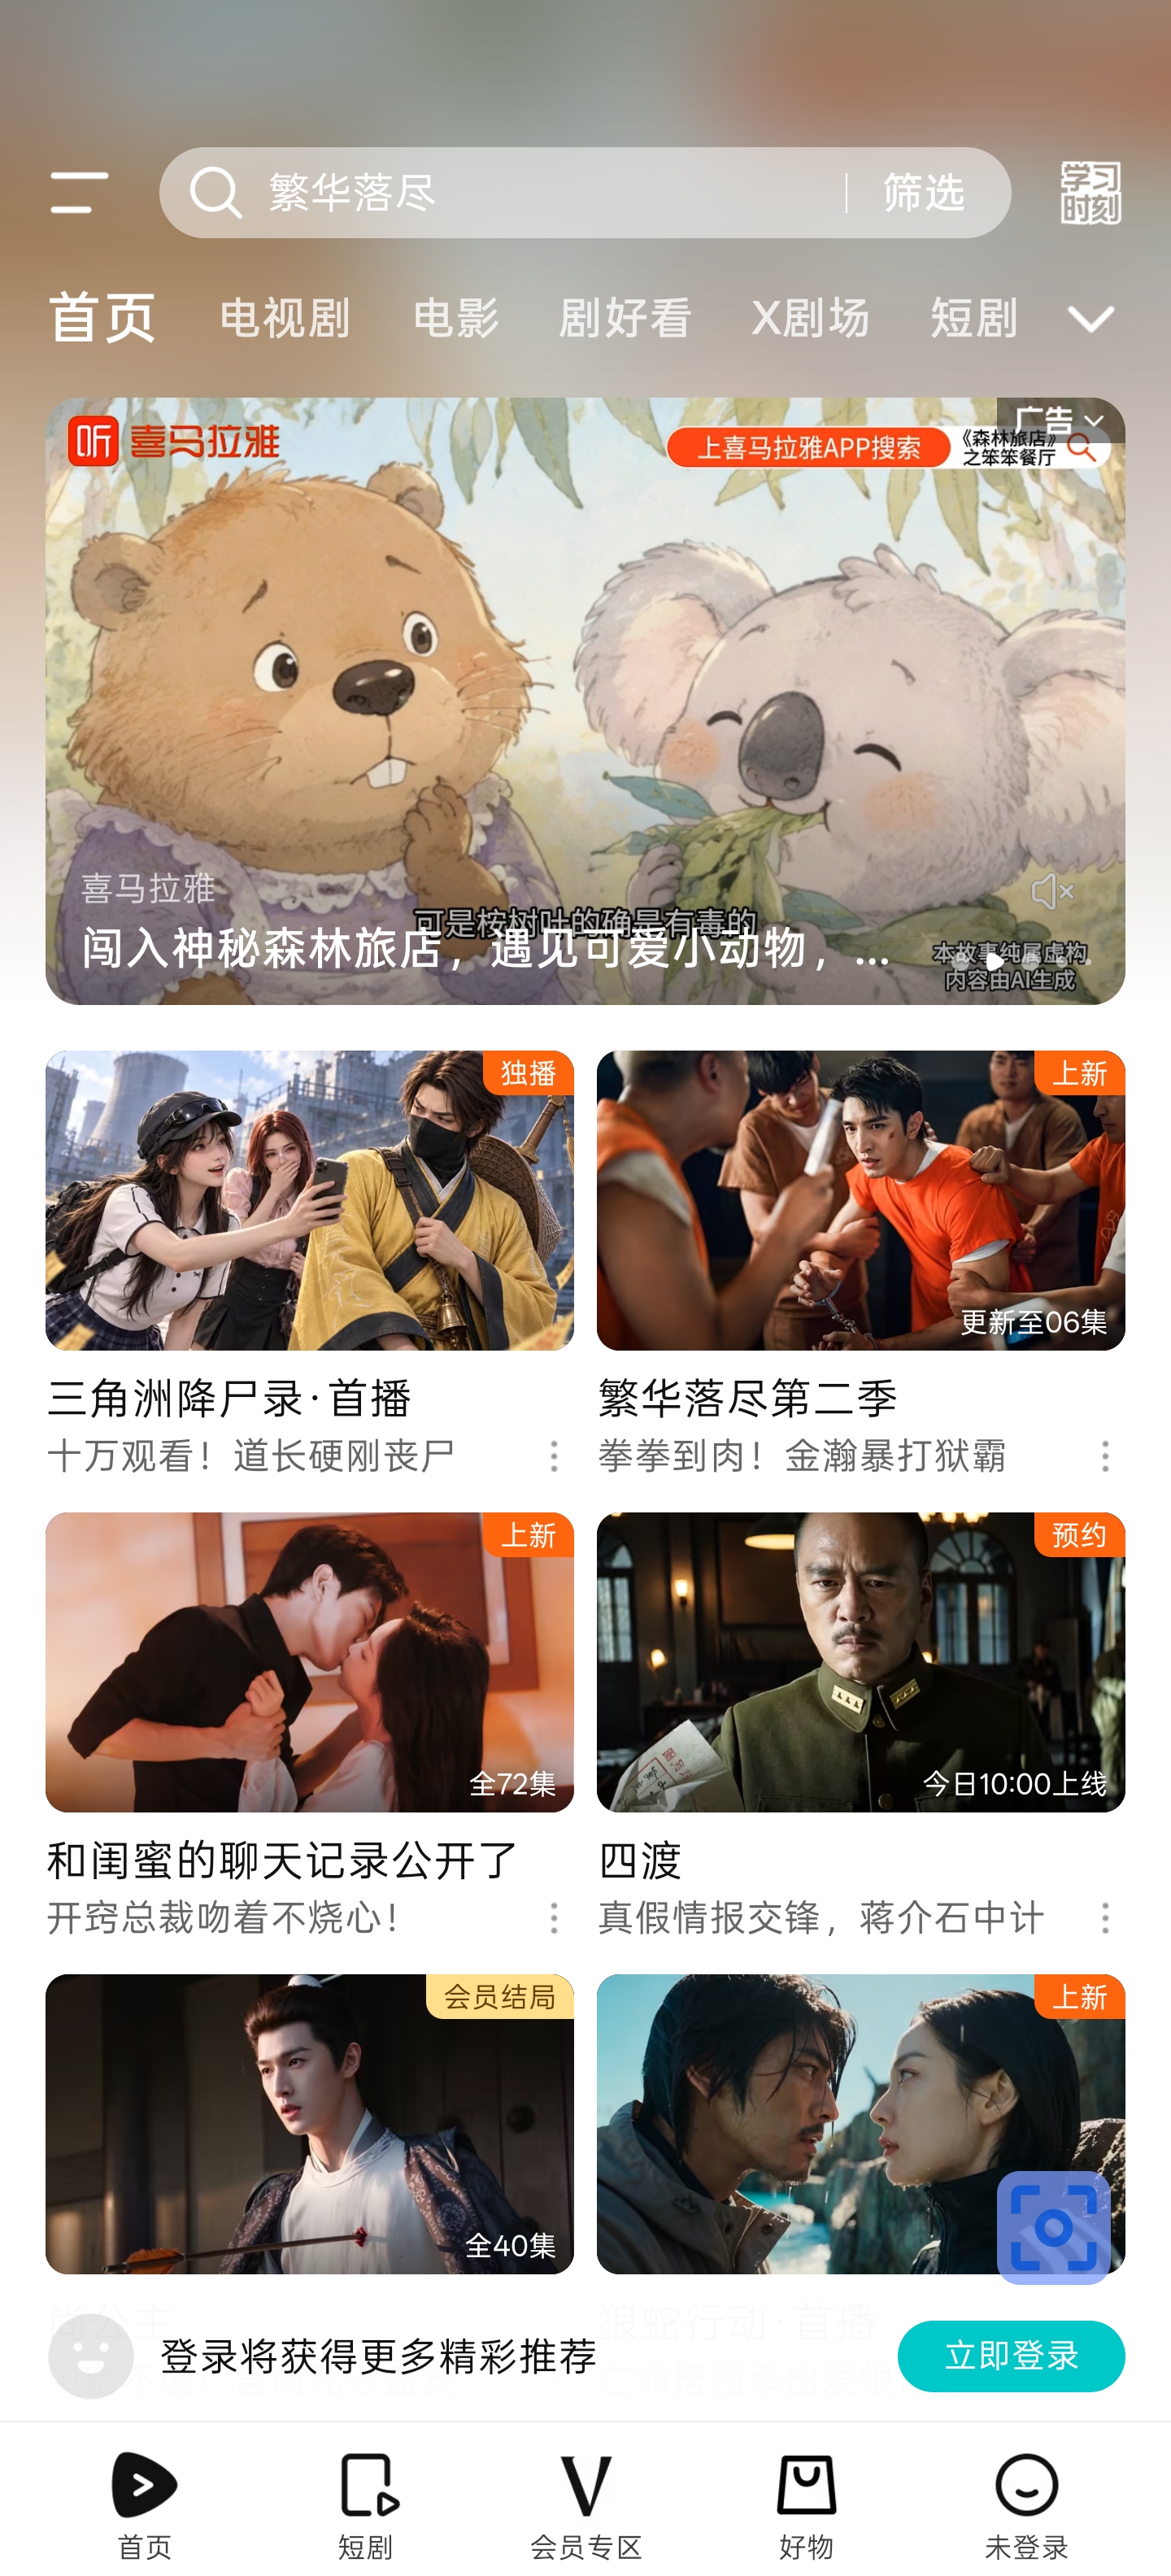 繁华落尽
筛选
学习
时刻
首页
电视剧
电影
剧好看
X剧场
短剧
听 喜马拉雅
广告
上喜马拉雅APP搜索
《森林旅店》
之笨笨餐厅
喜马拉雅
可是桉树叶的确是有毒的
闯入神秘森林旅店，遇见可爱小动物，...
本故事纯属虚构
内容由AI生成
独播
上新
更新至06集
三角洲降尸录·首播
繁华落尽第二季
十万观看！道长硬刚丧尸
拳拳到肉！金瀚暴打狱霸
上新
全72集
预约
今日10:00上线
和闺蜜的聊天记录公开了
四渡
开窍总裁吻着不烧心！
真假情报交锋，蒋介石中计
会员结局
全40集
上新
尚公主
狼蛇行动·首播
登录将获得更多精彩推荐
立即登录
首页
短剧
会员专区
好物
未登录